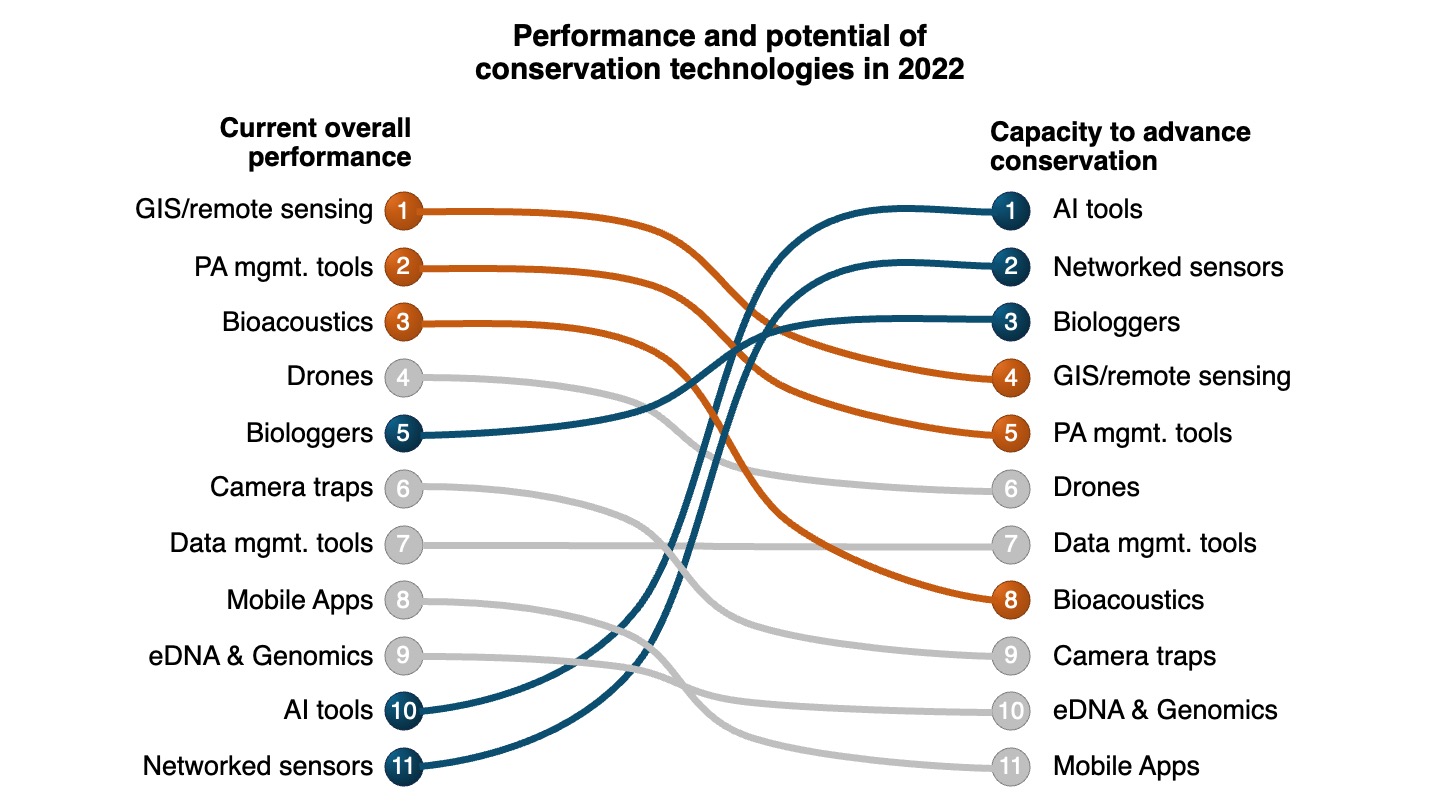 Performance and potential of
conservation technologies in 2022
Current overall
performance
Capacity to advance
conservation
GIS/remote sensing 1
1 AI tools
PA mgmt. tools 2
2 Networked sensors
Bioacoustics 3
3 Biologgers
Drones 4
4 GIS/remote sensing
Biologgers 5
5 PA mgmt. tools
Camera traps 6
6 Drones
Data mgmt. tools 7
7 Data mgmt. tools
Mobile Apps 8
8 Bioacoustics
eDNA & Genomics 9
9 Camera traps
AI tools 10
10 eDNA & Genomics
Networked sensors 11
11 Mobile Apps